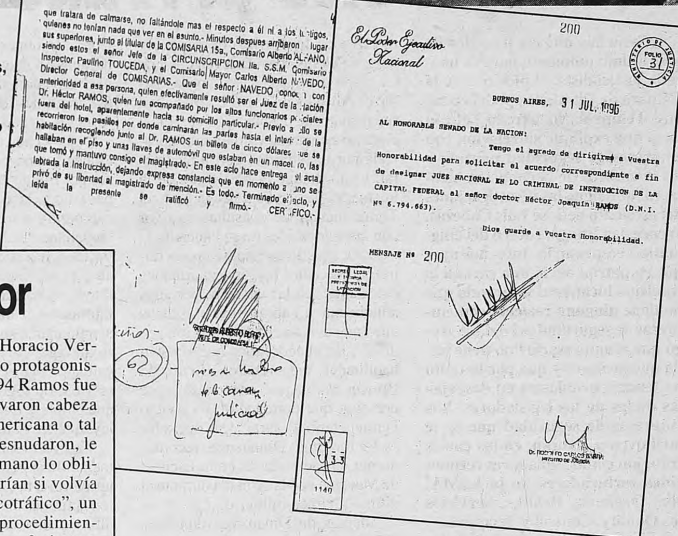 que tratara de calmarse, no faltándole mas el respecto a él ni a los
quienes no tenían nada que ver en el asunto.- Minutos despues arribaron lugar
sus superiores, junto al titular de la COMISARIA 15a., Comisario Alberto
siendo estos el señor Jefe de la CIRCUNSCRIPCION IIa. S.S.M. Comisario
Inspector Paulino TOUCEDA, y el Comisario Mayor Carlos Alberto NAVEDO,
Director General de COMISARIAS.- Que el señor NAVEDO, conoc
anterioridad a esa persona, quien efectivamente resultó ser el Juez de la
Dr. Héctor RAMOS, quien fue acompañado por los altos funcionarios
fuera del hotel, aparentemente hacia su domicilio particular.- Previo a ello se
recorrieron los pasillos por donde caminaran las partes hasta el interior de la
habitación recogiendo junto al Dr. RAMOS un billete de cinco dólares, que se
hallaban en el piso y unas llaves de automóvil que estaban en un macetero, las
que tomó y mantuvo consigo el magistrado.- En este acto hace entrega el acta
labrada la Instrucción, dejando expresa constancia que en momento uno se
privó de su libertad al magistrado de mención.- Es todo.- Terminado el acto, y
leída la presente se ratificó y firmó.- CERTIFICO.-
s,
or
Horacio Ver-
o protagonis-
94 Ramos fue
varon cabeza
mericana o tal
esnudaron, le
mano lo obli-
rían si volvía
cotráfico", un
procedimien-
62
judicial
1140
200
El Poder Ejecutivo
Nacional
FOLIO
3
BUENOS AIRES, 31 JUL. 1996
AL HONORABLE SENADO DE LA NACION:
Tengo el agrado de dirigirme a Vuestra
Honorabilidad para solicitar el acuerdo correspondiente a fin
de designar JUEZ NACIONAL EN LO CRIMINAL DE INSTRUCCION DE LA
CAPITAL FEDERAL al señor doctor Héctor Joaquín RAMOS (D.N.I.
Nº 6.794.663).
Dios guarde a Vuestra Honorabilidad.
MENSAJE Nº 200
MINISTRO DE JUSTICIA